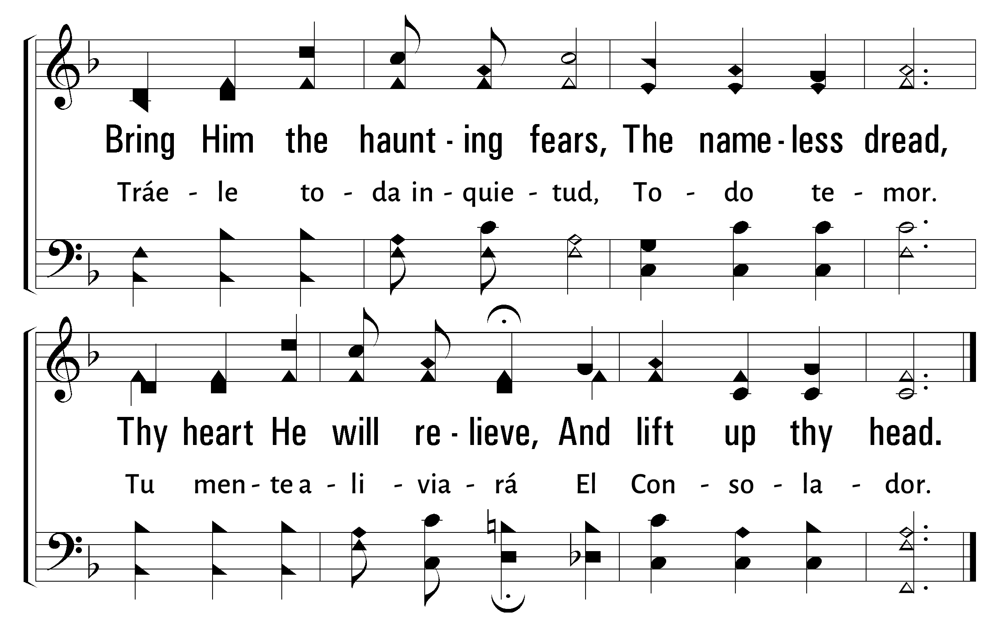 Bring Him the haunt - ing fears, The name - less dread,
Tráe - le to - da in - quie - tud, To - do te - mor.
Thy heart He will re - lieve, And lift up thy head.
Tu men - te a - li - via - rá El Con - so - la - dor.